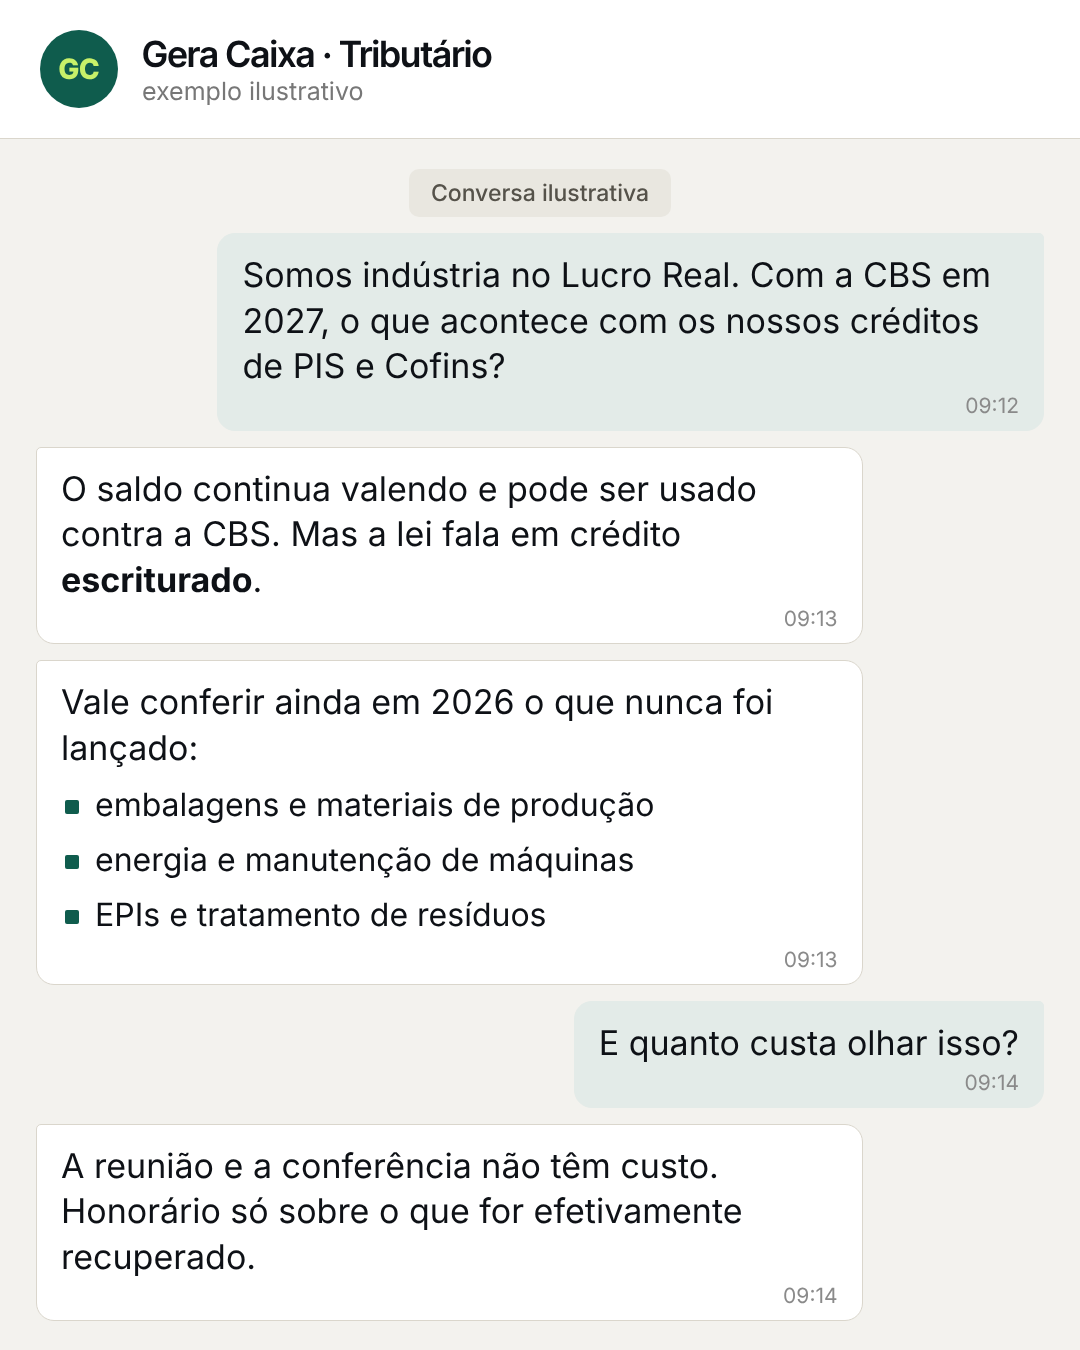 GC
Gera Caixa · Tributário
exemplo ilustrativo
Conversa ilustrativa
Somos indústria no Lucro Real. Com a CBS em
2027, o que acontece com os nossos créditos
de PIS e Cofins?
09:12
O saldo continua valendo e pode ser usado
contra a CBS. Mas a lei fala em crédito
escriturado.
09:13
Vale conferir ainda em 2026 o que nunca foi
lançado:
embalagens e materiais de produção
energia e manutenção de máquinas
EPIs e tratamento de resíduos
09:13
E quanto custa olhar isso?
09:14
A reunião e a conferência não têm custo.
Honorário só sobre o que for efetivamente
recuperado.
09:14